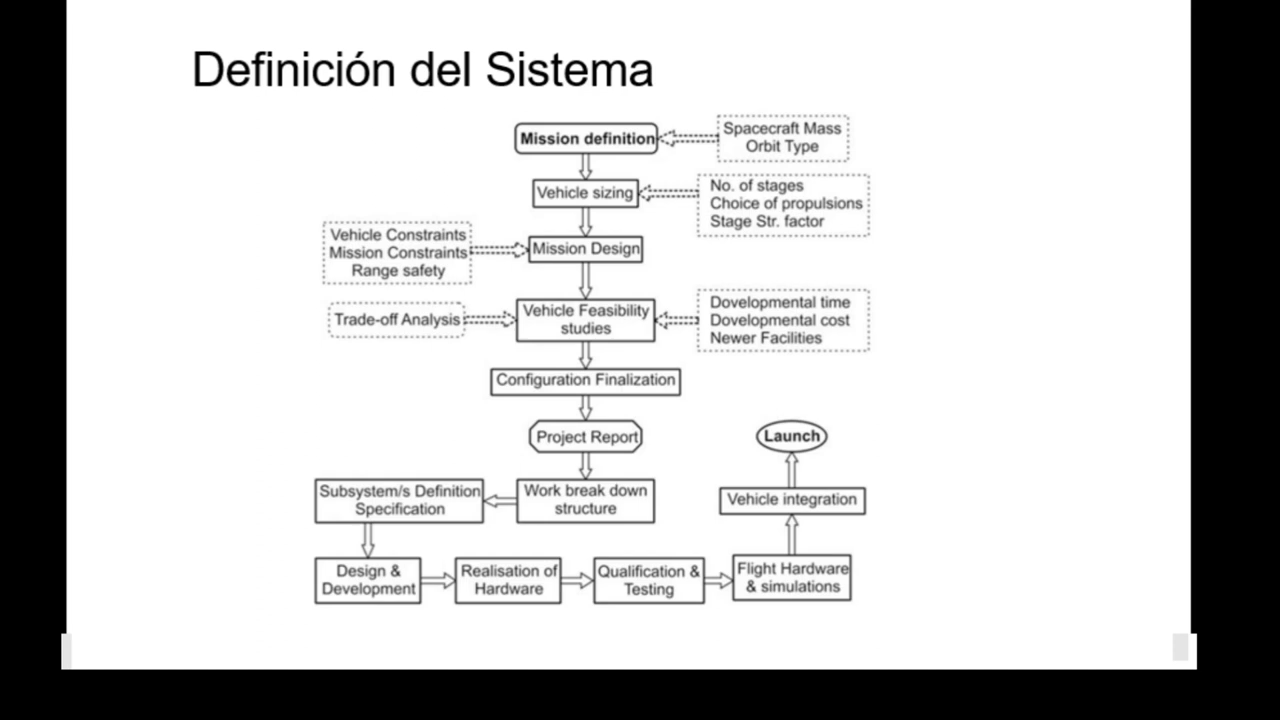 Definición del Sistema
Mission definition
Spacecraft Mass
Orbit Type
Vehicle sizing
No. of stages
Choice of propulsions
Stage Str. factor
Vehicle Constraints
Mission Constraints
Range safety
Mission Design
Trade-off Analysis
Vehicle Feasibility
studies
Dovelopmental time
Dovelopmental cost
Newer Facilities
Configuration Finalization
Project Report
Launch
Subsystem/s Definition
Specification
Work break down
structure
Vehicle integration
Design &
Development
Realisation of
Hardware
Qualification &
Testing
Flight Hardware
& simulations